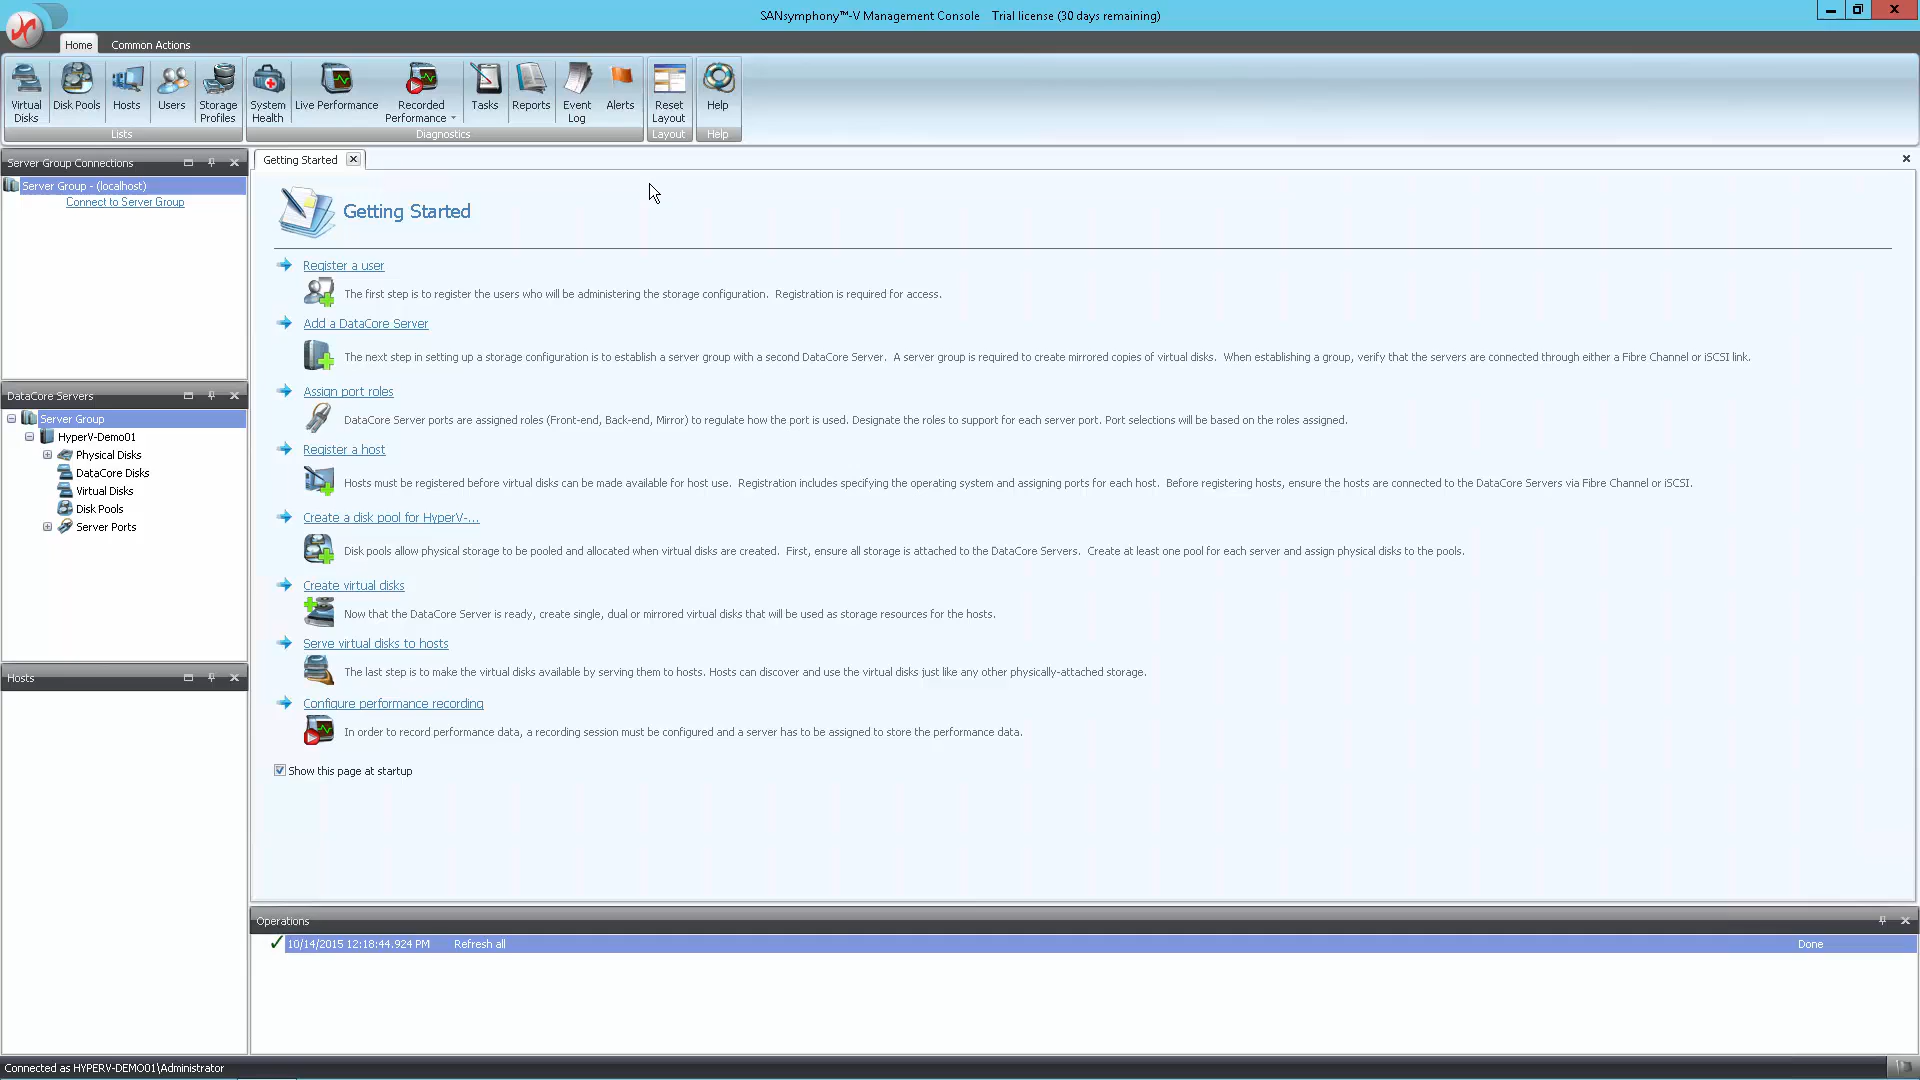 SANsymphony™-V Management Console Trial license (30 days remaining)
Home Common Actions
Virtual Disks
Disk Pools
Hosts
Users
Storage Profiles
System Health
Live Performance
Recorded Performance
Tasks
Reports
Event Log
Alerts
Reset Layout
Help
Lists
Diagnostics
Layout
Help
Server Group Connections
Server Group - (localhost)
Connect to Server Group
DataCore Servers
Server Group
HyperV-Demo01
Physical Disks
DataCore Disks
Virtual Disks
Disk Pools
Server Ports
Hosts
Getting Started
Getting Started
Register a user
The first step is to register the users who will be administering the storage configuration. Registration is required for access.
Add a DataCore Server
The next step in setting up a storage configuration is to establish a server group with a second DataCore Server. A server group is required to create mirrored copies of virtual disks. When establishing a group, verify that the servers are connected through either a Fibre Channel or iSCSI link.
Assign port roles
DataCore Server ports are assigned roles (Front-end, Back-end, Mirror) to regulate how the port is used. Designate the roles to support for each server port. Port selections will be based on the roles assigned.
Register a host
Hosts must be registered before virtual disks can be made available for host use. Registration includes specifying the operating system and assigning ports for each host. Before registering hosts, ensure the hosts are connected to the DataCore Servers via Fibre Channel or iSCSI.
Create a disk pool for HyperV-...
Disk pools allow physical storage to be pooled and allocated when virtual disks are created. First, ensure all storage is attached to the DataCore Servers. Create at least one pool for each server and assign physical disks to the pools.
Create virtual disks
Now that the DataCore Server is ready, create single, dual or mirrored virtual disks that will be used as storage resources for the hosts.
Serve virtual disks to hosts
The last step is to make the virtual disks available by serving them to hosts. Hosts can discover and use the virtual disks just like any other physically-attached storage.
Configure performance recording
In order to record performance data, a recording session must be configured and a server has to be assigned to store the performance data.
Show this page at startup
Operations
10/14/2015 12:18:44.924 PM Refresh all Done
Connected as HYPERV-DEMO01\Administrator